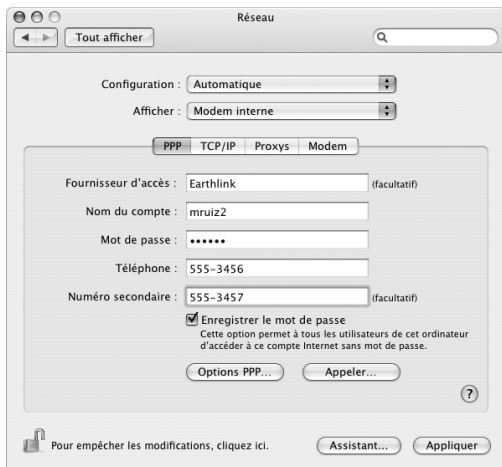 Réseau
Tout afficher
Configuration : Automatique
Afficher : Modem interne
PPP TCP/IP Proxys Modem
Fournisseur d'accès : Earthlink (facultatif)
Nom du compte : mruiz2
Mot de passe : ••••••
Téléphone : 555-3456
Numéro secondaire : 555-3457 (facultatif)
Enregistrer le mot de passe
Cette option permet à tous les utilisateurs de cet ordinateur
d'accéder à ce compte Internet sans mot de passe.
Options PPP... Appeler...
?
Pour empêcher les modifications, cliquez ici. Assistant... Appliquer